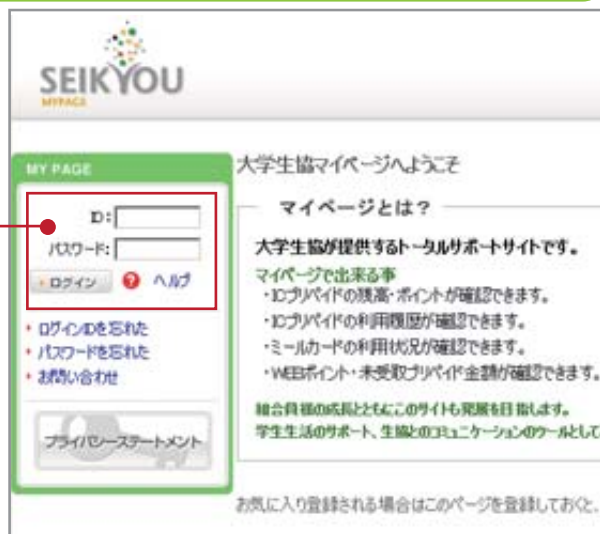 SEIKYOU
MYPAGE
MY PAGE
ID:
パスワード:
ログイン
ヘルプ
ログインIDを忘れた
パスワードを忘れた
お問い合わせ
プライバシーステートメント
大学生協マイページへようこそ
マイページとは?
大学生協が提供するトータルサポートサイトです。
マイページで出来る事
・ICプリペイドの残高・ポイントが確認できます。
・ICプリペイドの利用履歴が確認できます。
・ミールカードの利用状況が確認できます。
・WEBポイント・未受取プリペイド金額が確認できます。
組合員様の成長とともにこのサイトも発展を目指します。
学生生活のサポート、生協とのコミュニケーションのツールとして
お気に入り登録される場合はこのページを登録しておくと、